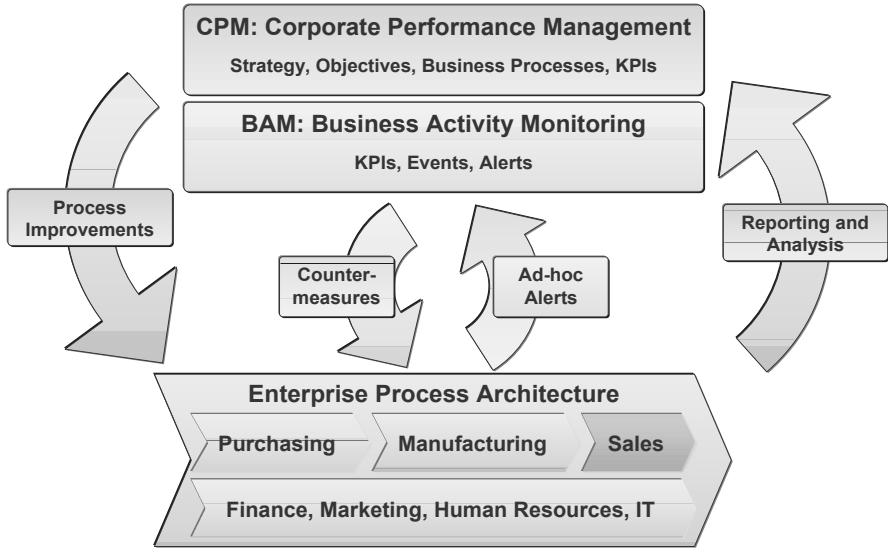 CPM: Corporate Performance Management
Strategy, Objectives, Business Processes, KPIs
BAM: Business Activity Monitoring
KPIs, Events, Alerts
Process
Improvements
Counter-
measures
Ad-hoc
Alerts
Reporting and
Analysis
Enterprise Process Architecture
Purchasing
Manufacturing
Sales
Finance, Marketing, Human Resources, IT